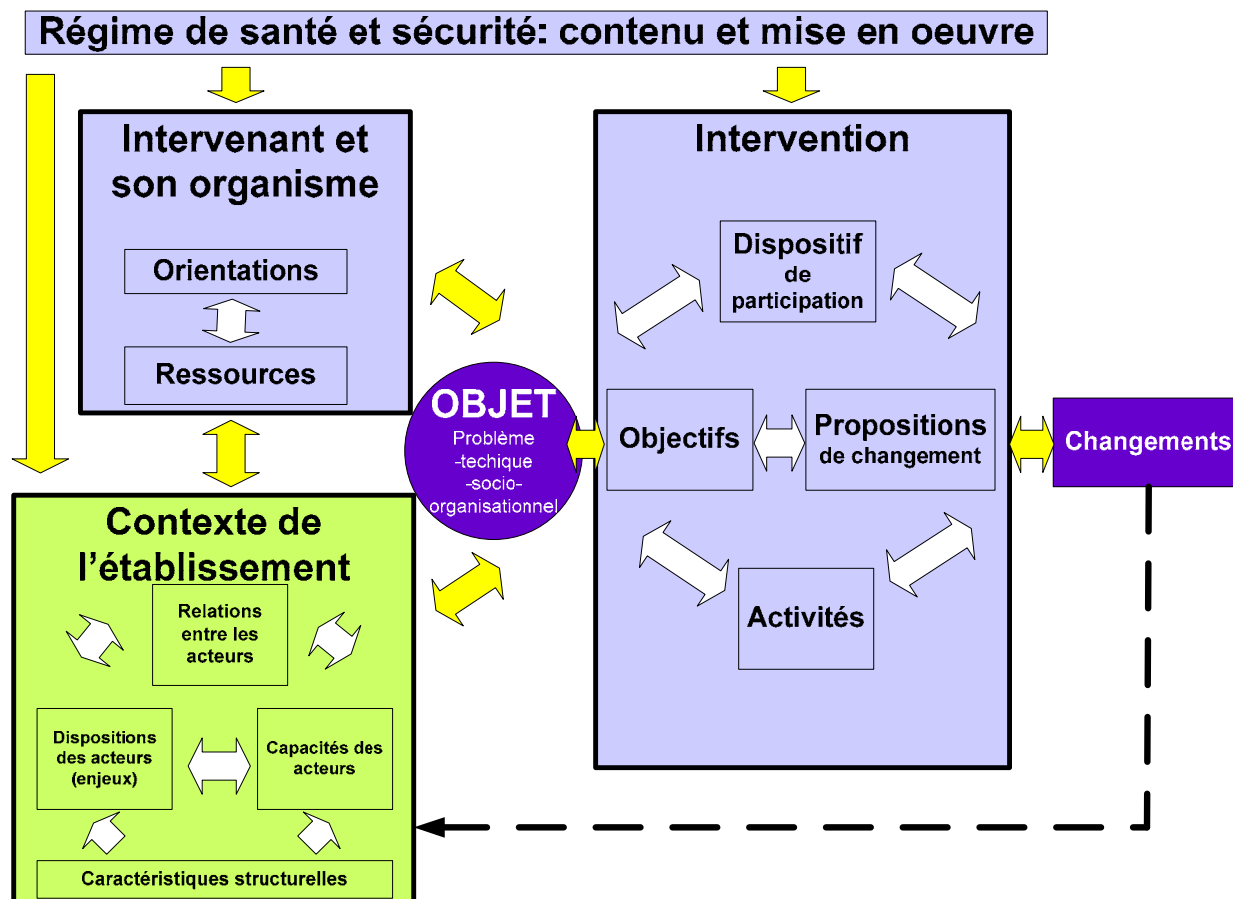 Régime de santé et sécurité: contenu et mise en oeuvre
Intervenant et
son organisme
Orientations
Ressources
Intervention
Dispositif
de
participation
Objectifs
Propositions
de changement
Activités
OBJET
Problème
-techique
-socio-
organisationnel
Changements
Contexte de
l’établissement
Relations
entre les
acteurs
Dispositions
des acteurs
(enjeux)
Capacités des
acteurs
Caractéristiques structurelles